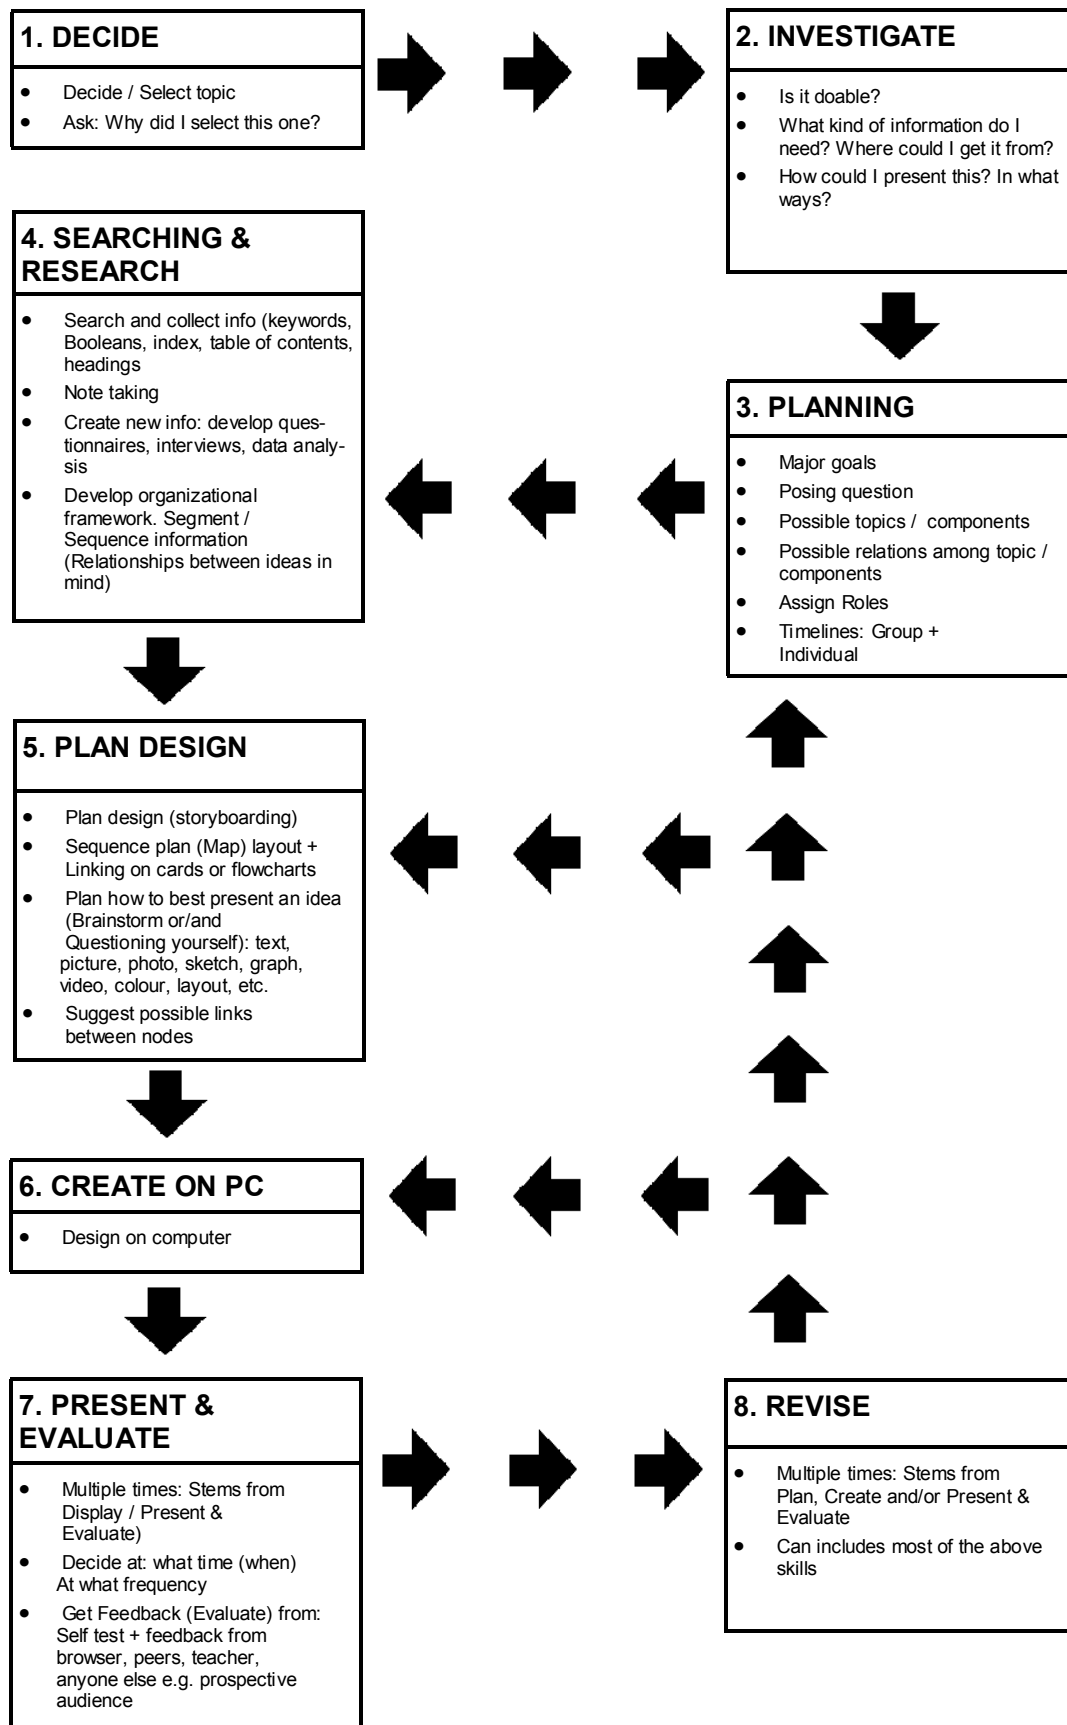 1. DECIDE
• Decide / Select topic
• Ask: Why did I select this one?
2. INVESTIGATE
• Is it doable?
• What kind of information do I
need? Where could I get it from?
• How could I present this? In what
ways?
3. PLANNING
• Major goals
• Posing question
• Possible topics / components
• Possible relations among topic /
components
• Assign Roles
• Timelines: Group +
Individual
4. SEARCHING &
RESEARCH
• Search and collect info (keywords,
Booleans, index, table of contents,
headings
• Note taking
• Create new info: develop ques-
tionnaires, interviews, data analy-
sis
• Develop organizational
framework. Segment /
Sequence information
(Relationships between ideas in
mind)
5. PLAN DESIGN
• Plan design (storyboarding)
• Sequence plan (Map) layout +
Linking on cards or flowcharts
• Plan how to best present an idea
(Brainstorm or/and
Questioning yourself): text,
picture, photo, sketch, graph,
video, colour, layout, etc.
• Suggest possible links
between nodes
6. CREATE ON PC
• Design on computer
7. PRESENT &
EVALUATE
• Multiple times: Stems from
Display / Present &
Evaluate)
• Decide at: what time (when)
At what frequency
• Get Feedback (Evaluate) from:
Self test + feedback from
browser, peers, teacher,
anyone else e.g. prospective
audience
8. REVISE
• Multiple times: Stems from
Plan, Create and/or Present &
Evaluate
• Can includes most of the above
skills